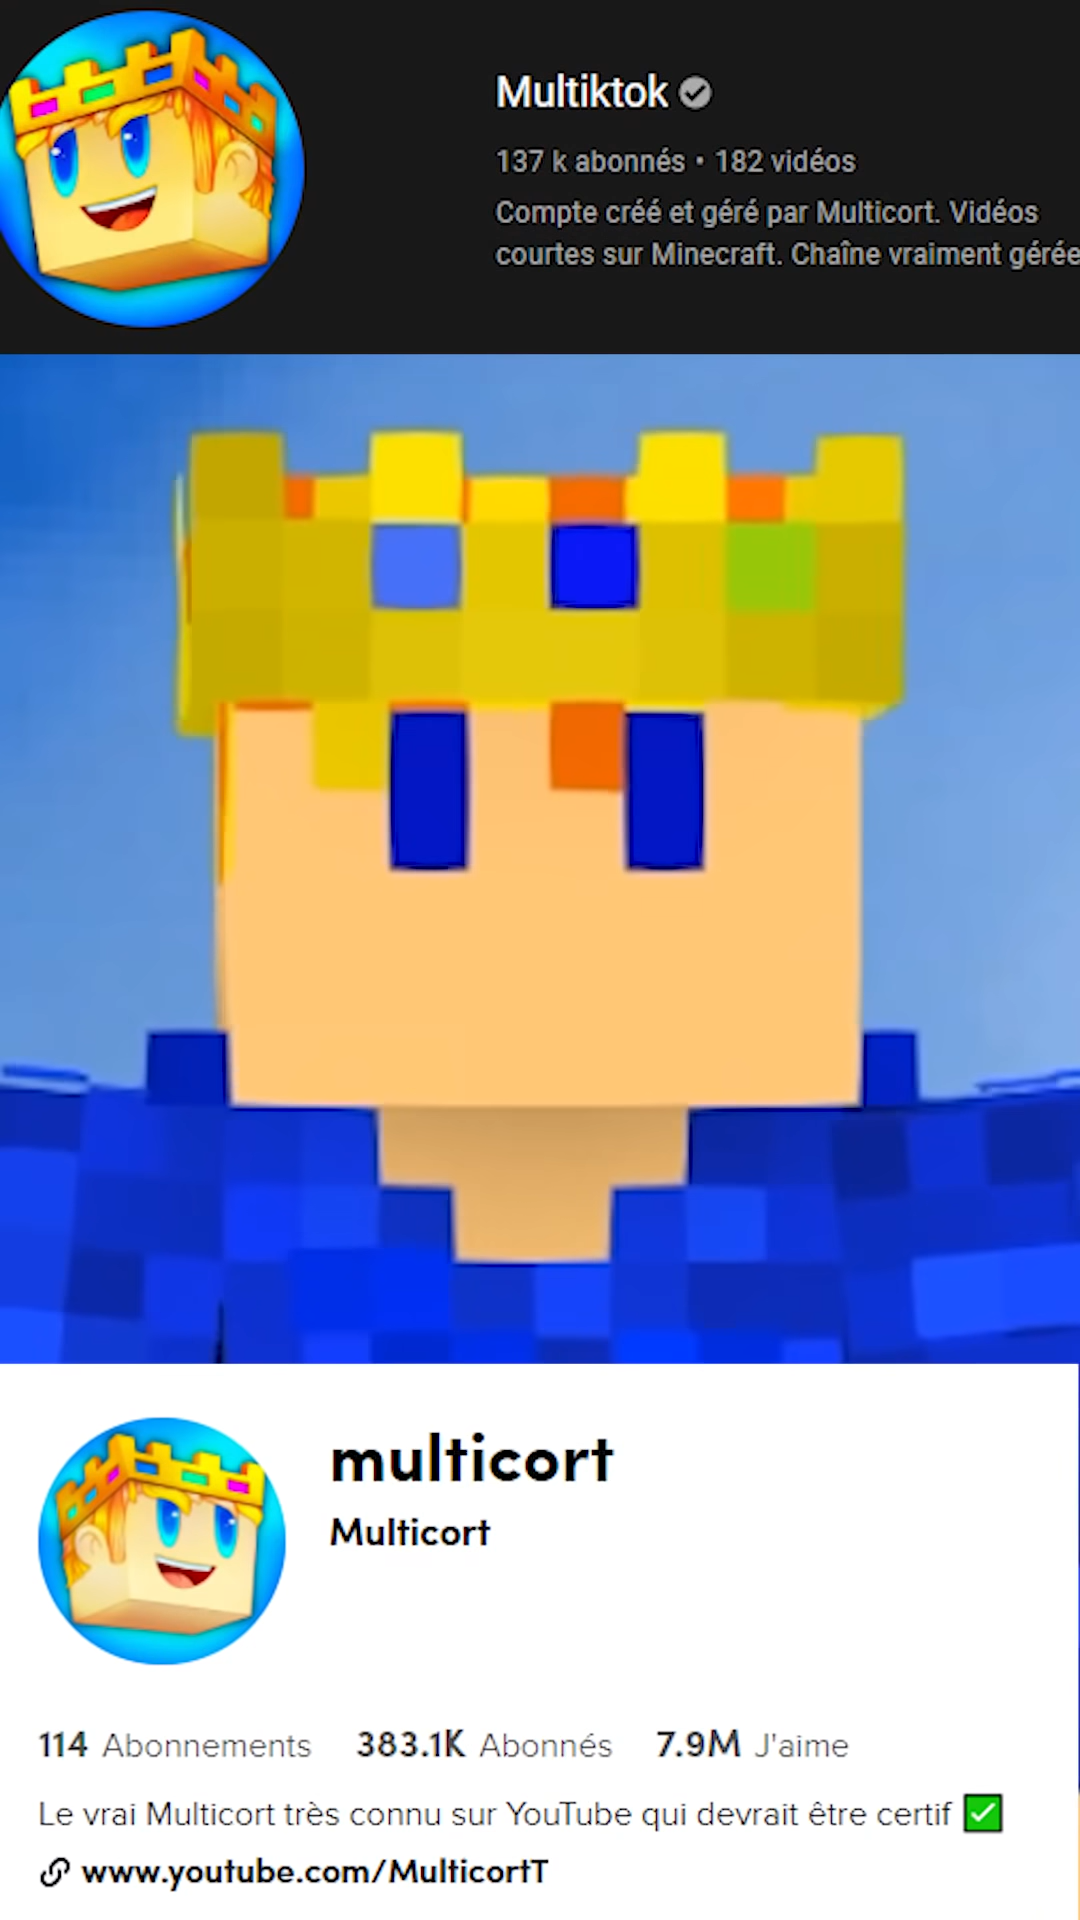 Multiktok
137 k abonnés • 182 vidéos
Compte créé et géré par Multicort. Vidéos
courtes sur Minecraft. Chaîne vraiment gérée
multicort
Multicort
114 Abonnements 383.1K Abonnés 7.9M J'aime
Le vrai Multicort très connu sur YouTube qui devrait être certif ✅
www.youtube.com/MulticortT